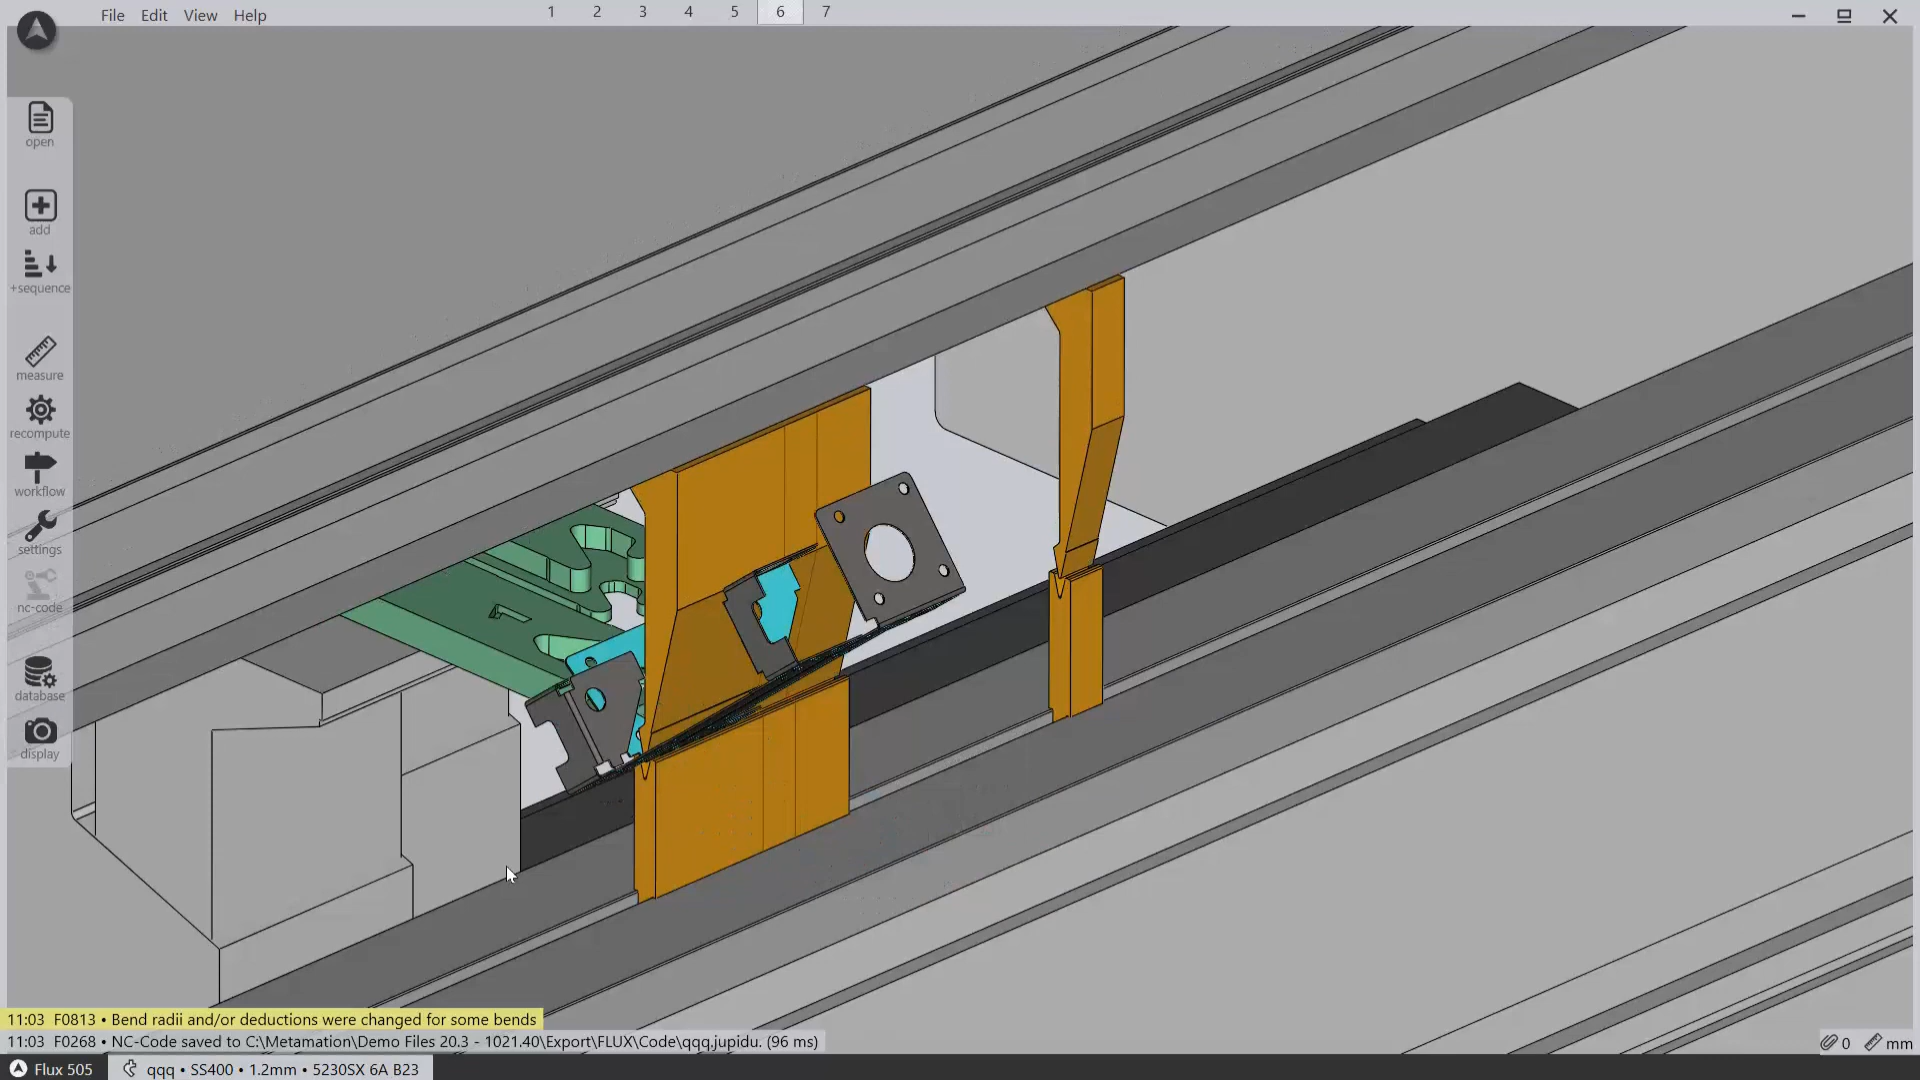 File Edit View Help
1 2 3 4 5 6 7
open
add
+sequence
measure
recompute
workflow
settings
nc-code
database
display
11:03 F0813 • Bend radii and/or deductions were changed for some bends
11:03 F0268 • NC-Code saved to C:\Metamation\Demo Files 20.3 - 1021.40\Export\FLUX\Code\qqq.jupidu. (96 ms)
0 mm
Flux 505 qqq • SS400 • 1.2mm • 5230SX 6A B23